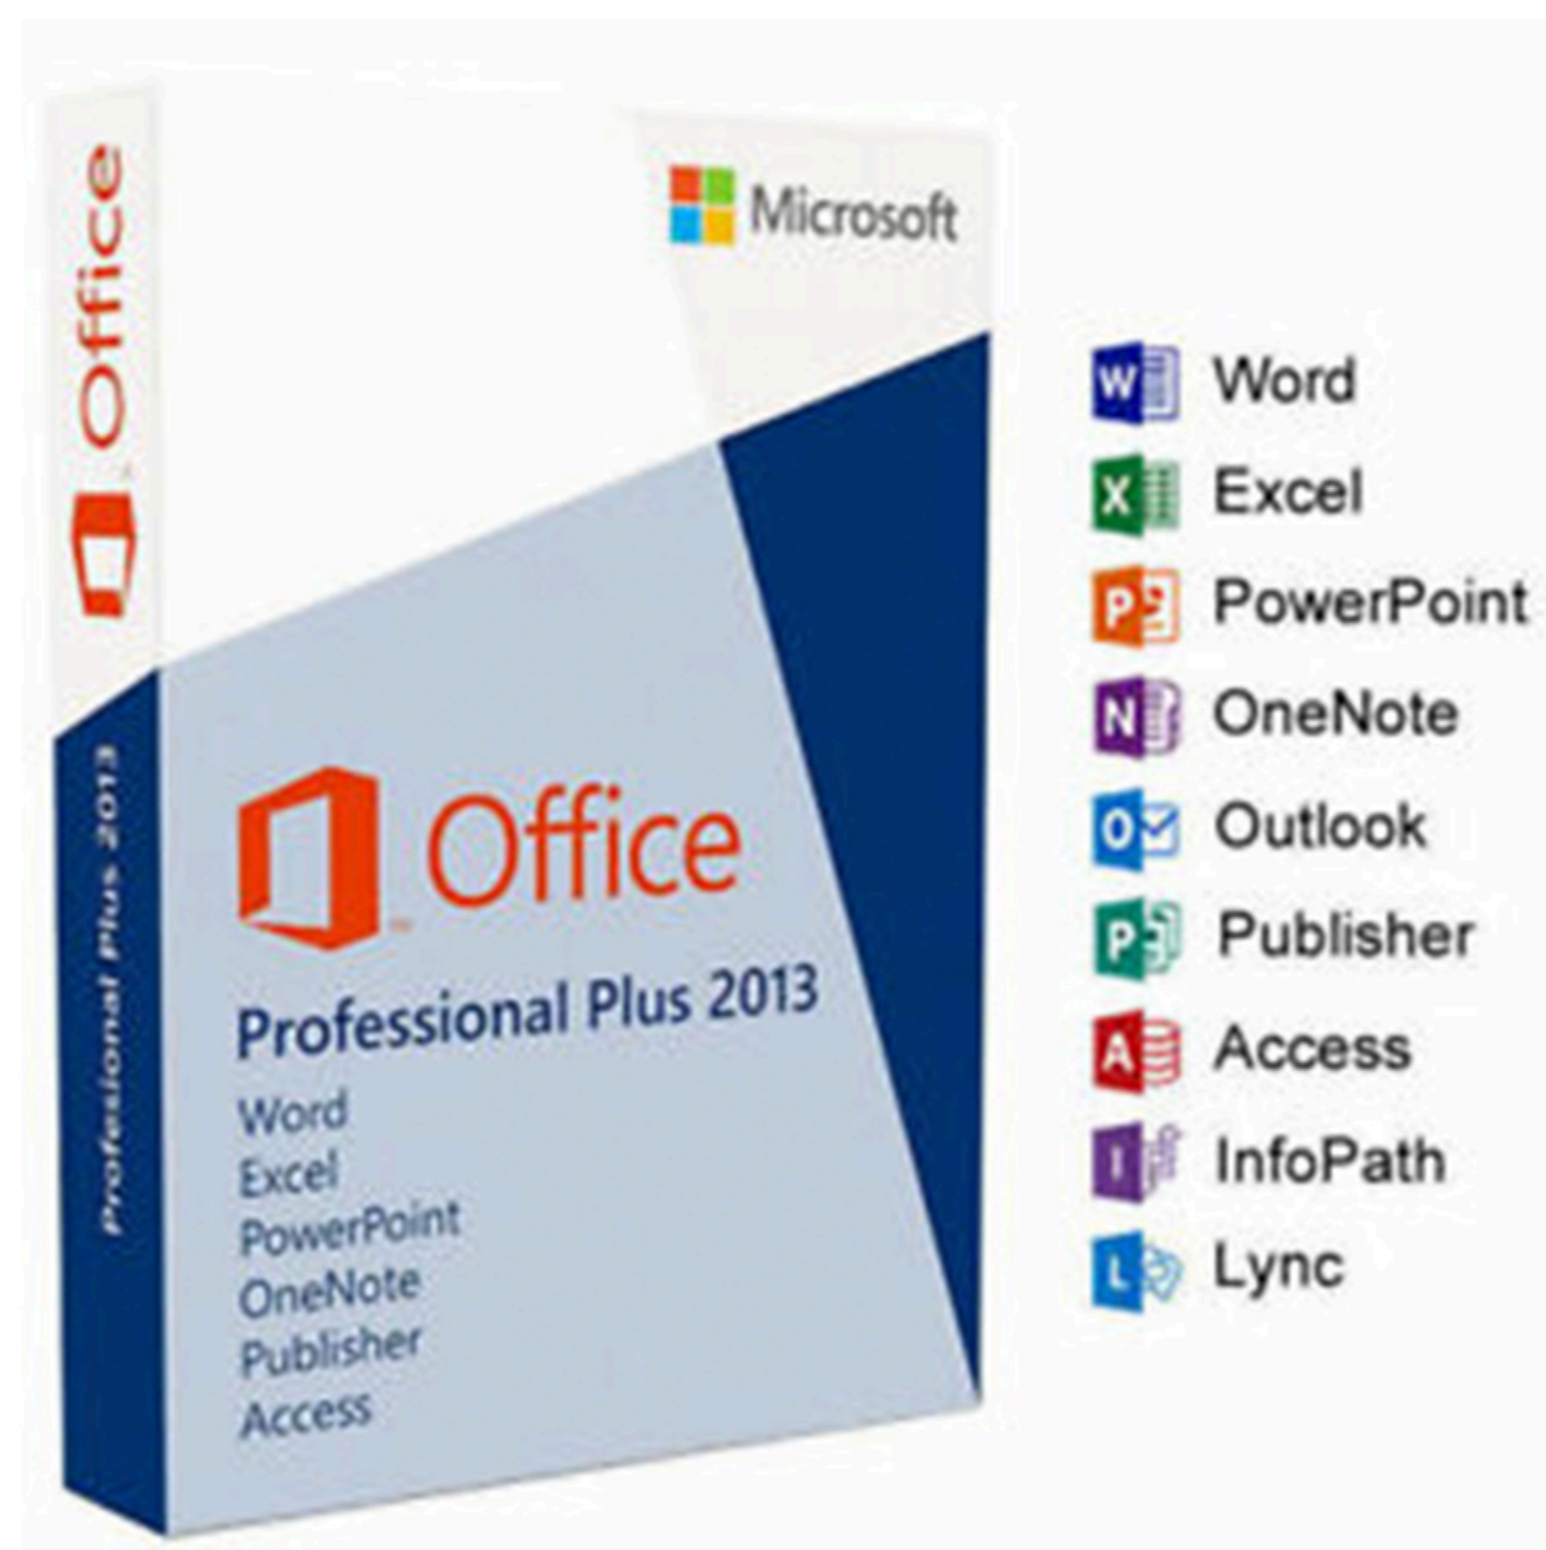 Office
Profesional Plus 2013
Microsoft
Office
Professional Plus 2013
Word
Excel
PowerPoint
OneNote
Publisher
Access
W Word
X Excel
P PowerPoint
N OneNote
O Outlook
P Publisher
A Access
I InfoPath
L Lync